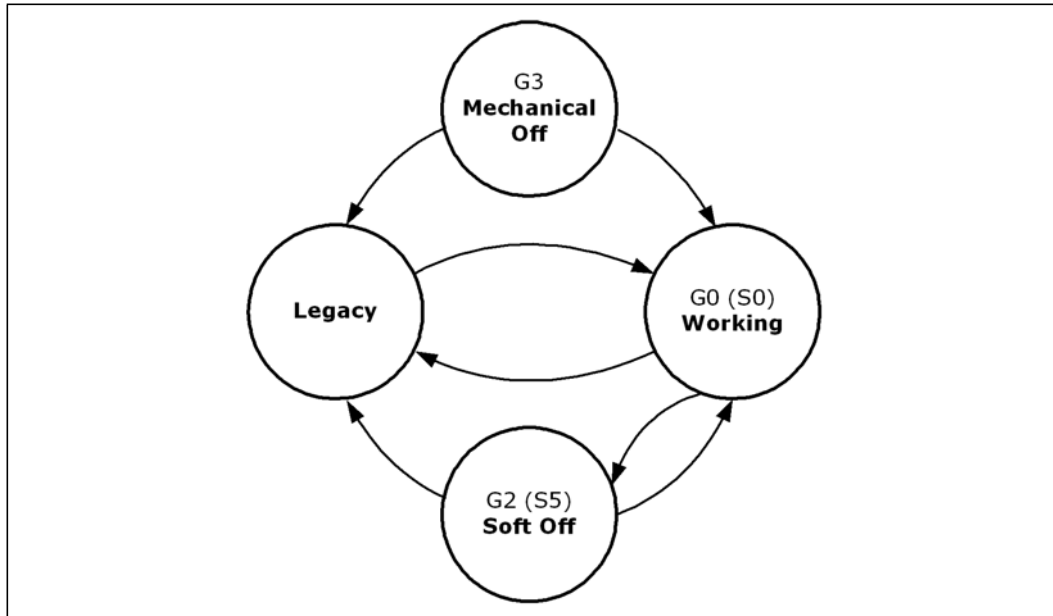 G3
Mechanical
Off
Legacy
G0 (S0)
Working
G2 (S5)
Soft Off